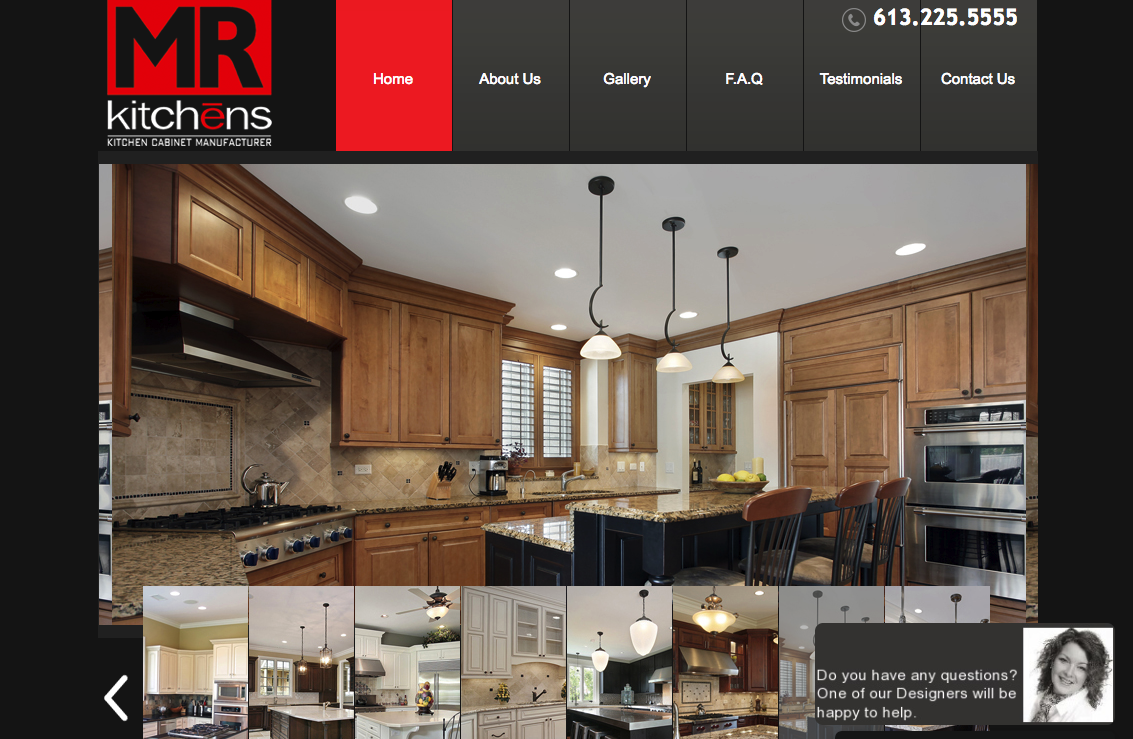 MR
kitchēns
KITCHEN CABINET MANUFACTURER
613.225.5555
Home About Us Gallery F.A.Q Testimonials Contact Us
Do you have any questions?
One of our Designers will be
happy to help.